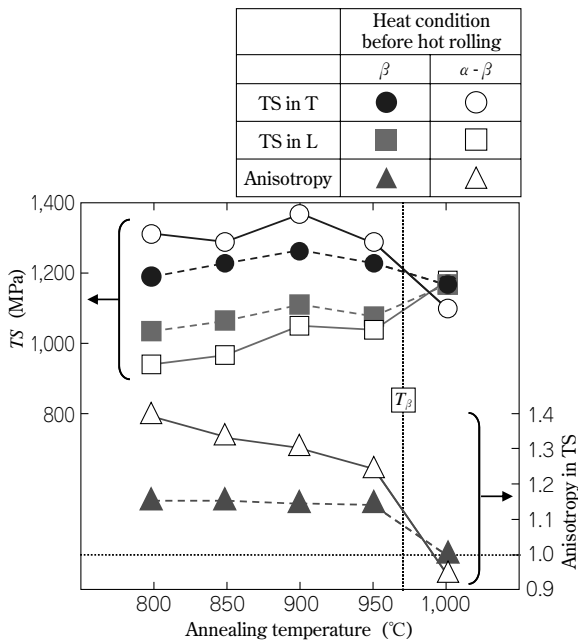 Heat condition
before hot rolling
β α - β
TS in T
TS in L
Anisotropy
1,400
1,200
1,000
800
TS (MPa)
Tβ
1.4
1.3
1.2
1.1
1.0
0.9
Anisotropy in TS
800 850 900 950 1,000
Annealing temperature (℃)